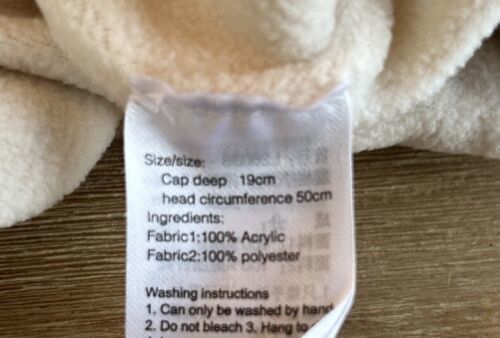 Size/size:
Cap deep 19cm
head circumference 50cm
Ingredients:
Fabric1:100% Acrylic
Fabric2:100% polyester
Washing instructions
1. Can only be washed by hand
2. Do not bleach 3. Hang to